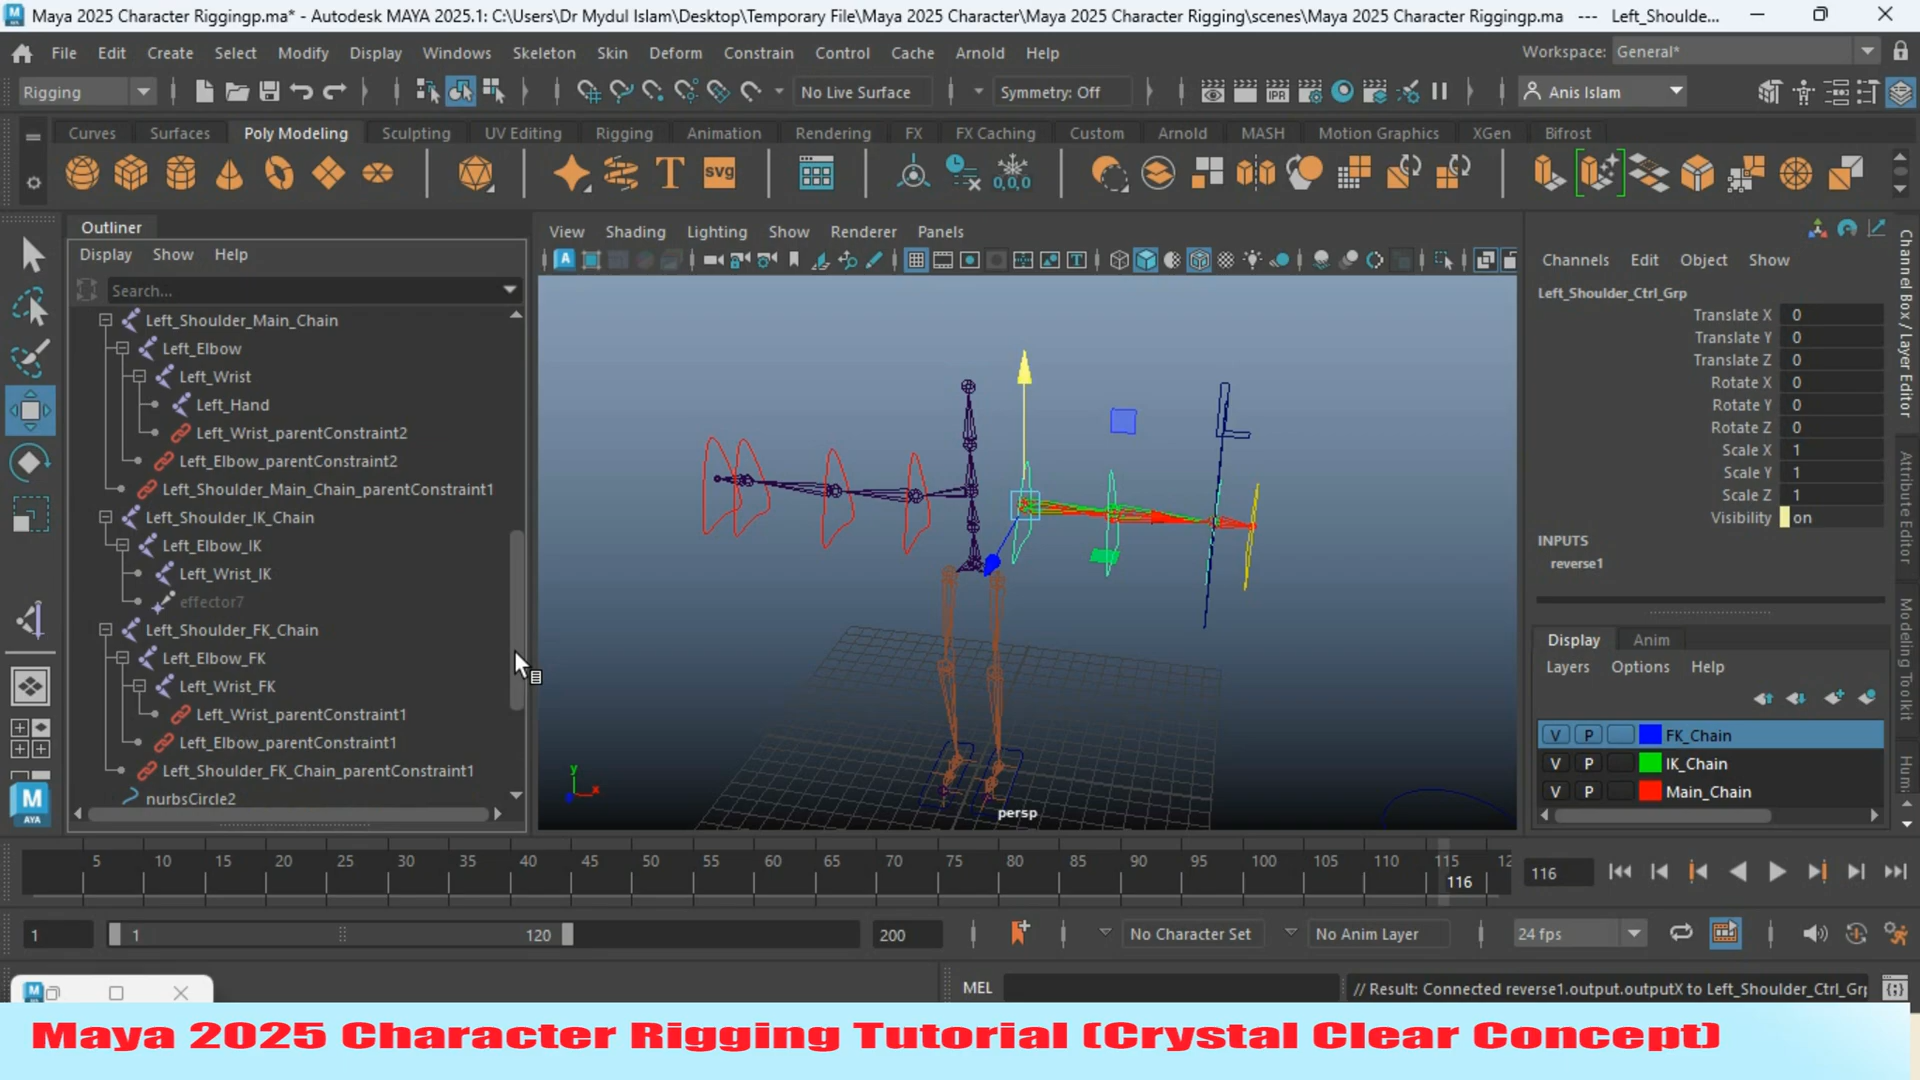 Maya 2025 Character Riggingp.ma* - Autodesk MAYA 2025.1: C:\Users\Dr Mydul Islam\Desktop\Temporary File\Maya 2025 Character\Maya 2025 Character Rigging\scenes\Maya 2025 Character Riggingp.ma --- Left_Shoulde...
File Edit Create Select Modify Display Windows Skeleton Skin Deform Constrain Control Cache Arnold Help
Workspace: General*
Rigging
No Live Surface
Symmetry: Off
IPR
Anis Islam
Curves Surfaces Poly Modeling Sculpting UV Editing Rigging Animation Rendering FX FX Caching Custom Arnold MASH Motion Graphics XGen Bifrost
T
SVG
0,0,0
Outliner
Display Show Help
Search...
Left_Shoulder_Main_Chain
Left_Elbow
Left_Wrist
Left_Hand
Left_Wrist_parentConstraint2
Left_Elbow_parentConstraint2
Left_Shoulder_Main_Chain_parentConstraint1
Left_Shoulder_IK_Chain
Left_Elbow_IK
Left_Wrist_IK
effector7
Left_Shoulder_FK_Chain
Left_Elbow_FK
Left_Wrist_FK
Left_Wrist_parentConstraint1
Left_Elbow_parentConstraint1
Left_Shoulder_FK_Chain_parentConstraint1
nurbsCircle2
M
AYA
View Shading Lighting Show Renderer Panels
y
x
persp
Channels Edit Object Show
Left_Shoulder_Ctrl_Grp
Translate X 0
Translate Y 0
Translate Z 0
Rotate X 0
Rotate Y 0
Rotate Z 0
Scale X 1
Scale Y 1
Scale Z 1
Visibility on
INPUTS
reverse1
Display Anim
Layers Options Help
V P FK_Chain
V P IK_Chain
V P Main_Chain
Channel Box / Layer Editor
Attribute Editor
Modeling Toolkit
5 10 15 20 25 30 35 40 45 50 55 60 65 70 75 80 85 90 95 100 105 110 115 12
116
116
1
1
120
200
No Character Set
No Anim Layer
24 fps
MEL
// Result: Connected reverse1.output.outputX to Left_Shoulder_Ctrl_Grp
Maya 2025 Character Rigging Tutorial (Crystal Clear Concept)